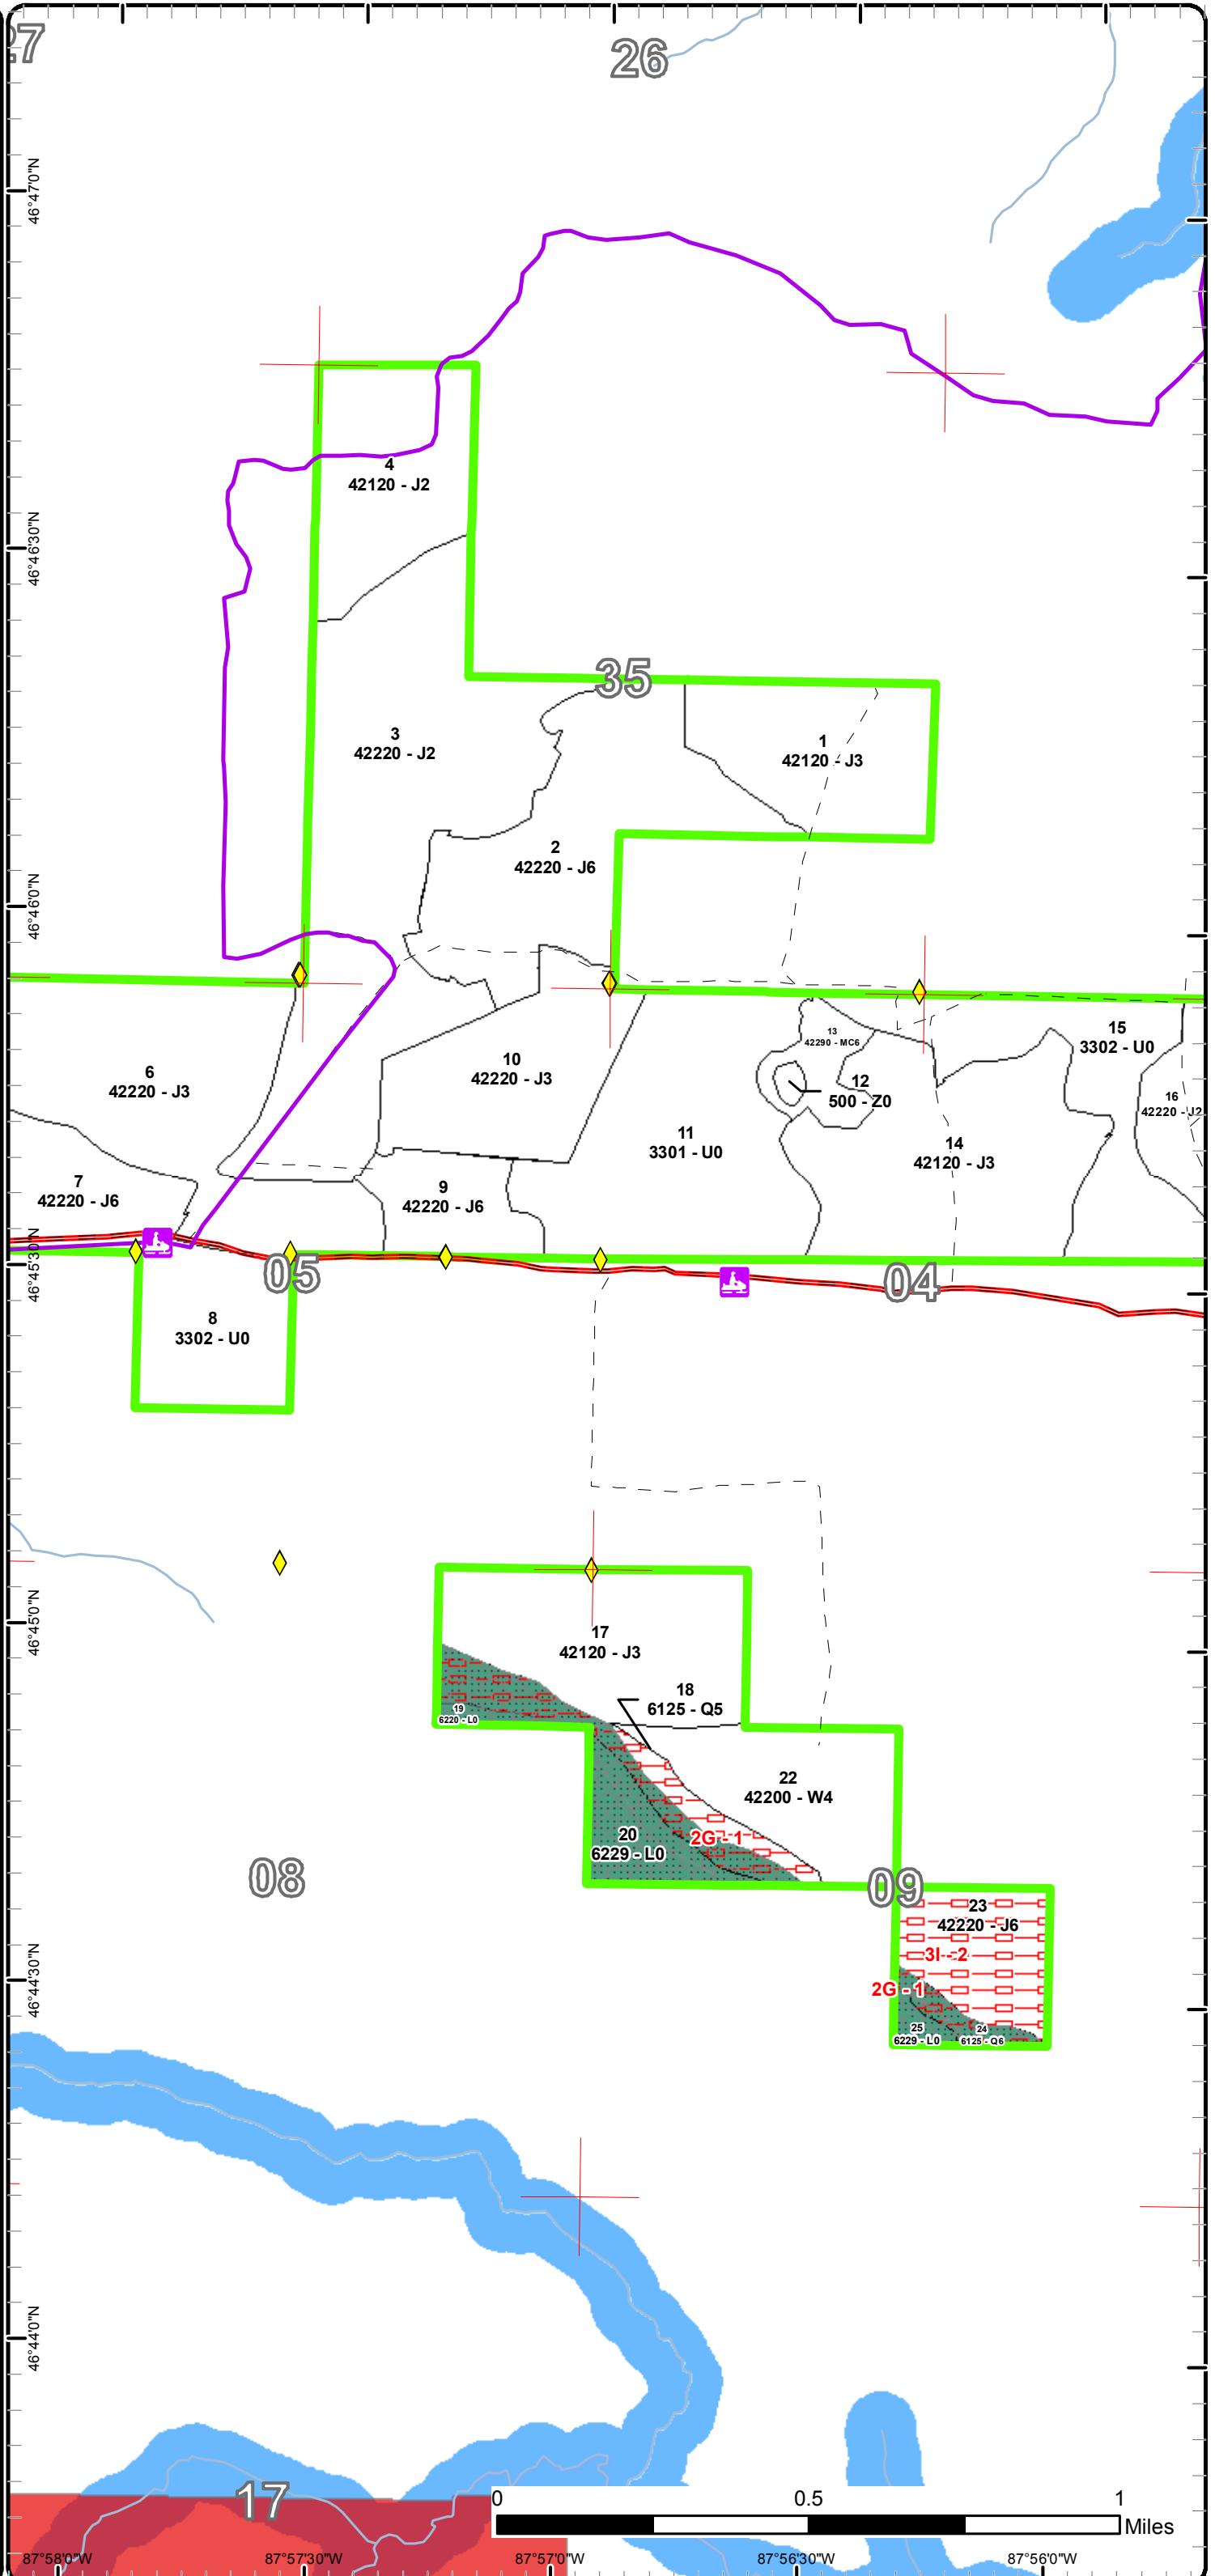 27
26
46°47'0"N
4
42120 - J2
46°46'30"N
35
3
42220 - J2
1
42120 - J3
2
42220 - J6
46°46'0"N
15
3302 - U0
13
42290 - MC6
10
42220 - J3
6
42220 - J3
12
500 - Z0
16
42220 - J2
11
3301 - U0
14
42120 - J3
7
42220 - J6
9
42220 - J6
46°45'30"N
05
04
8
3302 - U0
46°45'0"N
17
42120 - J3
18
6125 - Q5
19
6220 - L0
22
42200 - W4
20
6229 - L0
2G - 1
08
09
23
42220 - J6
3I - 2
46°44'30"N
2G - 1
25
6229 - L0
24
6125 - Q6
46°44'0"N
17
0
0.5
1
Miles
87°58'0"W
87°57'30"W
87°57'0"W
87°56'30"W
87°56'0"W